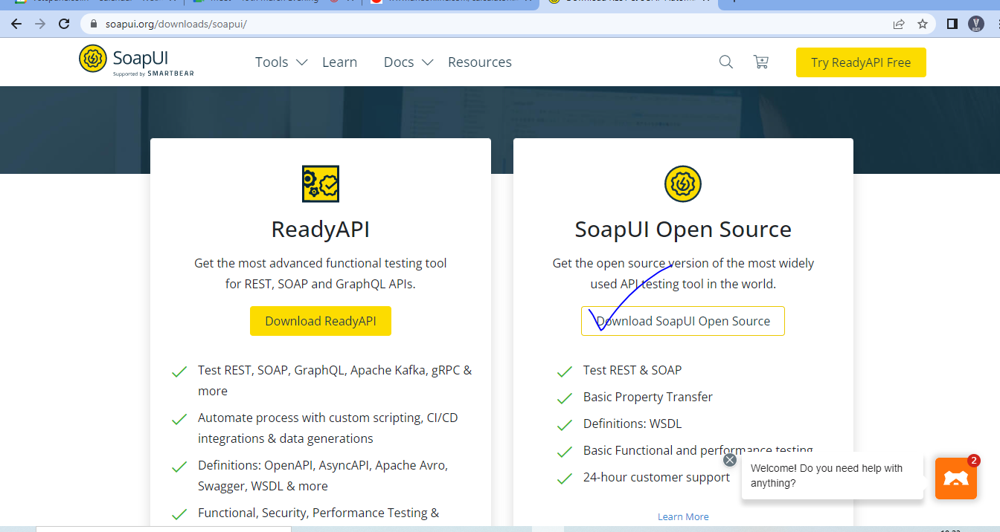 soapui.org/downloads/soapui/
SoapUI
Supported by SMARTBEAR
Tools Learn Docs Resources
Try ReadyAPI Free
ReadyAPI
Get the most advanced functional testing tool
for REST, SOAP and GraphQL APIs.
Download ReadyAPI
Test REST, SOAP, GraphQL, Apache Kafka, gRPC &
more
Automate process with custom scripting, CI/CD
integrations & data generations
Definitions: OpenAPI, AsyncAPI, Apache Avro,
Swagger, WSDL & more
Functional, Security, Performance Testing &
SoapUI Open Source
Get the open source version of the most widely
used API testing tool in the world.
Download SoapUI Open Source
Test REST & SOAP
Basic Property Transfer
Definitions: WSDL
Basic Functional and performance testing
24-hour customer support
Learn More
Welcome! Do you need help with
anything?
2